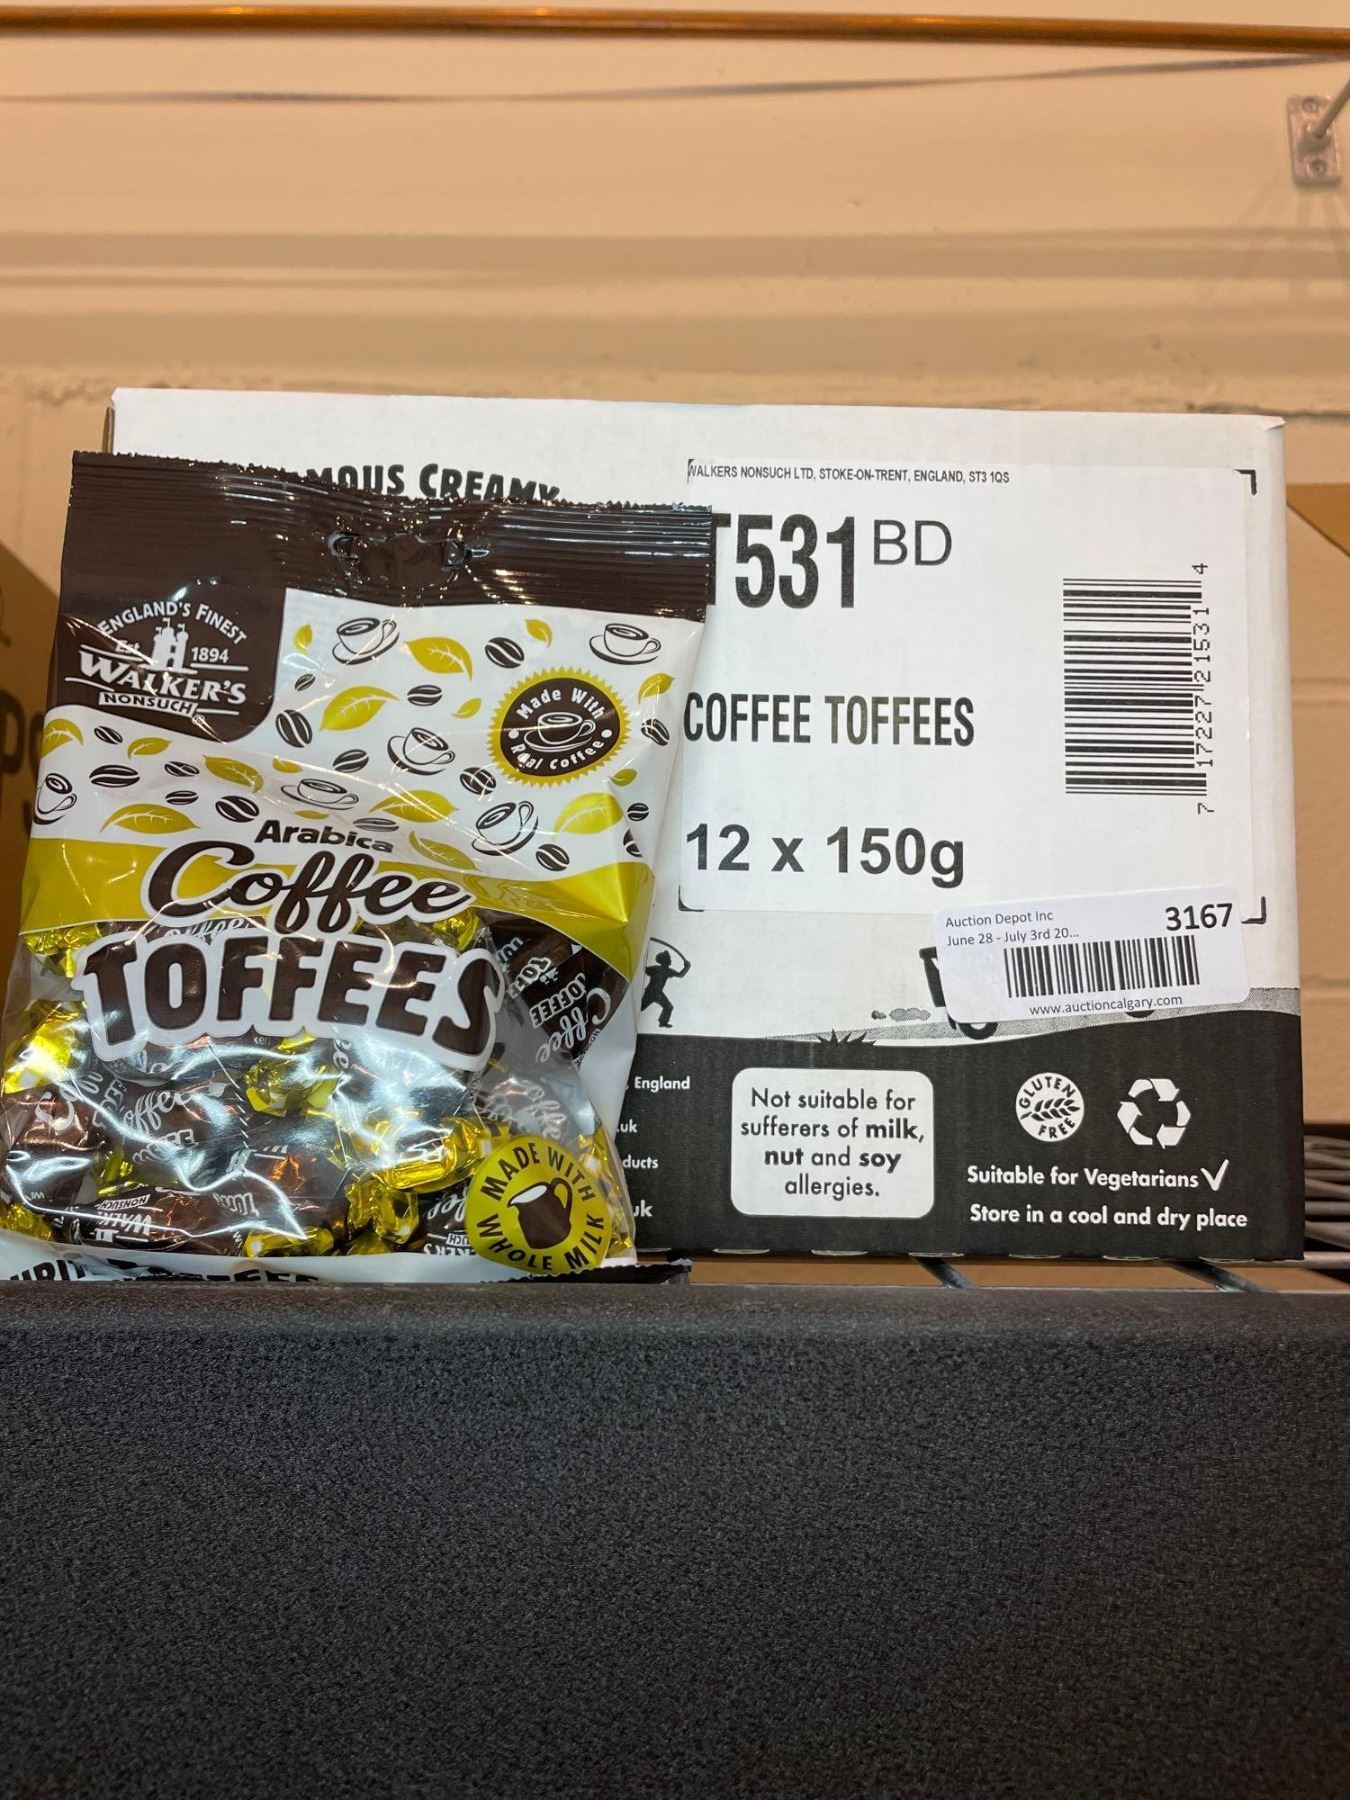 WALKERS NONSUCH LTD, STOKE-ON-TRENT, ENGLAND, ST3 1QS
T531 BD
COFFEE TOFFEES
12 x 150g
7 17227 21531 4
Auction Depot Inc
3167
June 28 - July 3rd 20...
www.auctioncalgary.com
CREAMY
ENGLAND'S FINEST
Est. 1894
WALKER'S
NONSUCH
Made With
Real Coffee
Arabica
Coffee
TOFFEES
MADE WITH
WHOLE MILK
England
.uk
Not suitable for
sufferers of milk,
nut and soy
allergies.
GLUTEN
FREE
Suitable for Vegetarians
Store in a cool and dry place